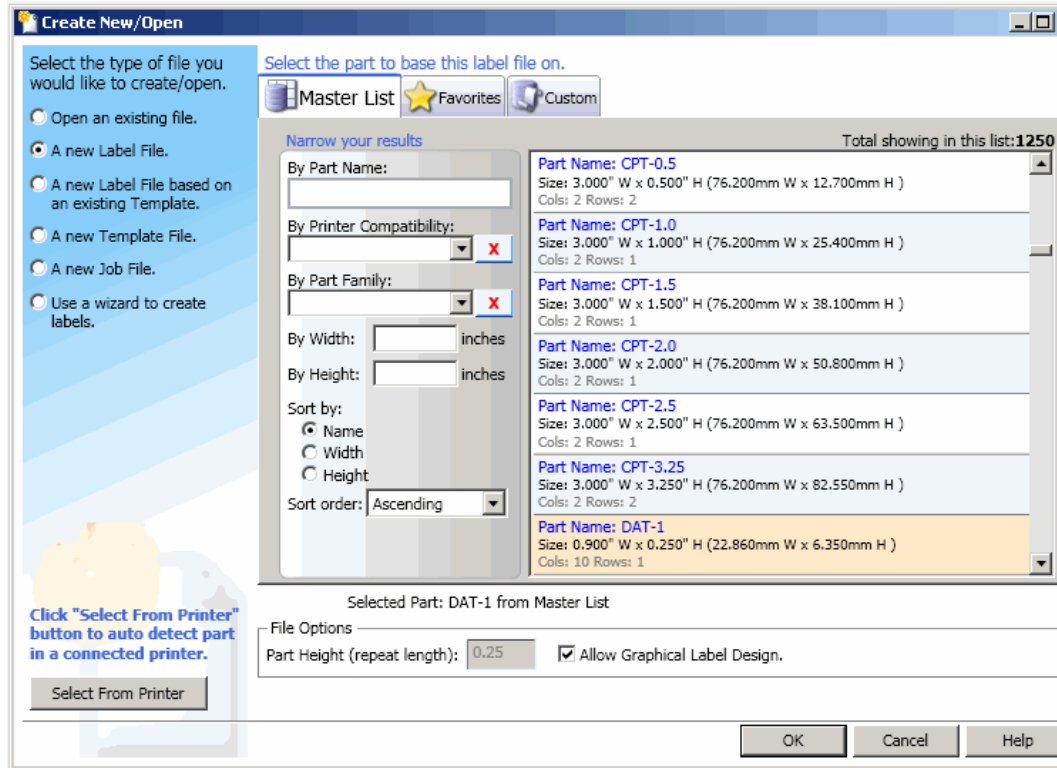 Create New/Open
Select the type of file you
would like to create/open.
Open an existing file.
A new Label File.
A new Label File based on
an existing Template.
A new Template File.
A new Job File.
Use a wizard to create
labels.
Click "Select From Printer"
button to auto detect part
in a connected printer.
Select From Printer
Select the part to base this label file on.
Master List
Favorites
Custom
Narrow your results
By Part Name:
By Printer Compatibility:
X
By Part Family:
X
By Width: inches
By Height: inches
Sort by:
Name
Width
Height
Sort order: Ascending
Total showing in this list:1250
Part Name: CPT-0.5
Size: 3.000" W x 0.500" H (76.200mm W x 12.700mm H )
Cols: 2 Rows: 2
Part Name: CPT-1.0
Size: 3.000" W x 1.000" H (76.200mm W x 25.400mm H )
Cols: 2 Rows: 1
Part Name: CPT-1.5
Size: 3.000" W x 1.500" H (76.200mm W x 38.100mm H )
Cols: 2 Rows: 1
Part Name: CPT-2.0
Size: 3.000" W x 2.000" H (76.200mm W x 50.800mm H )
Cols: 2 Rows: 1
Part Name: CPT-2.5
Size: 3.000" W x 2.500" H (76.200mm W x 63.500mm H )
Cols: 2 Rows: 1
Part Name: CPT-3.25
Size: 3.000" W x 3.250" H (76.200mm W x 82.550mm H )
Cols: 2 Rows: 2
Part Name: DAT-1
Size: 0.900" W x 0.250" H (22.860mm W x 6.350mm H )
Cols: 10 Rows: 1
Selected Part: DAT-1 from Master List
File Options
Part Height (repeat length): 0.25 Allow Graphical Label Design.
OK Cancel Help